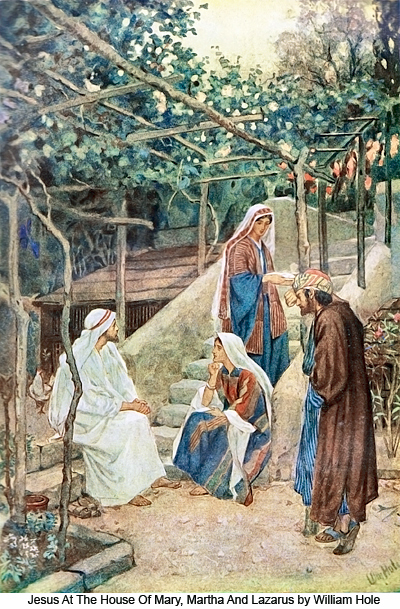 Jesus At The House Of Mary, Martha And Lazarus by William Hole